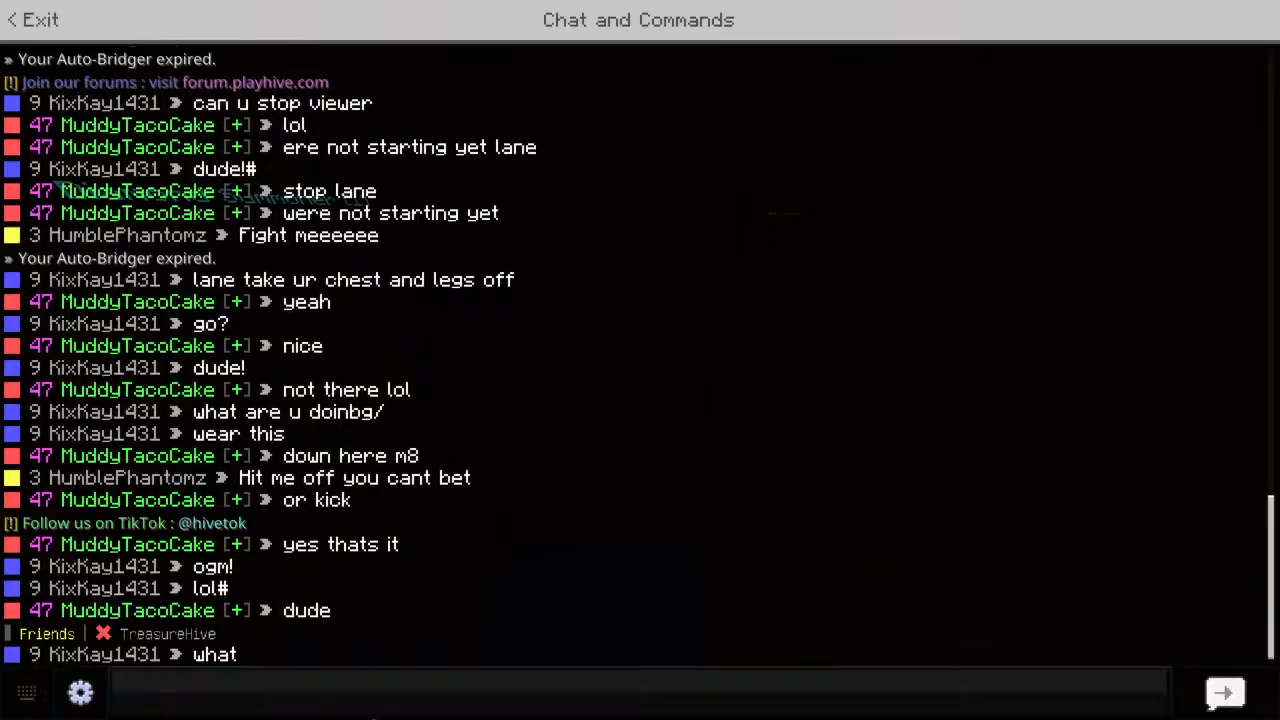 < Exit
Chat and Commands
» Your Auto-Bridger expired.
[!] Join our forums : visit forum.playhive.com
9 KixKay1431 » can u stop viewer
47 MuddyTacoCake [+] » lol
47 MuddyTacoCake [+] » ere not starting yet lane
9 KixKay1431 » dude!#
47 MuddyTacoCake [+] » stop lane
47 MuddyTacoCake [+] » were not starting yet
3 HumblePhantomz » Fight meeeeee
» Your Auto-Bridger expired.
9 KixKay1431 » lane take ur chest and legs off
47 MuddyTacoCake [+] » yeah
9 KixKay1431 » go?
47 MuddyTacoCake [+] » nice
9 KixKay1431 » dude!
47 MuddyTacoCake [+] » not there lol
9 KixKay1431 » what are u doinbg/
9 KixKay1431 » wear this
47 MuddyTacoCake [+] » down here m8
3 HumblePhantomz » Hit me off you cant bet
47 MuddyTacoCake [+] » or kick
[!] Follow us on TikTok : @hivetok
47 MuddyTacoCake [+] » yes thats it
9 KixKay1431 » ogm!
9 KixKay1431 » lol#
47 MuddyTacoCake [+] » dude
Friends | ✖ TreasureHive
9 KixKay1431 » what